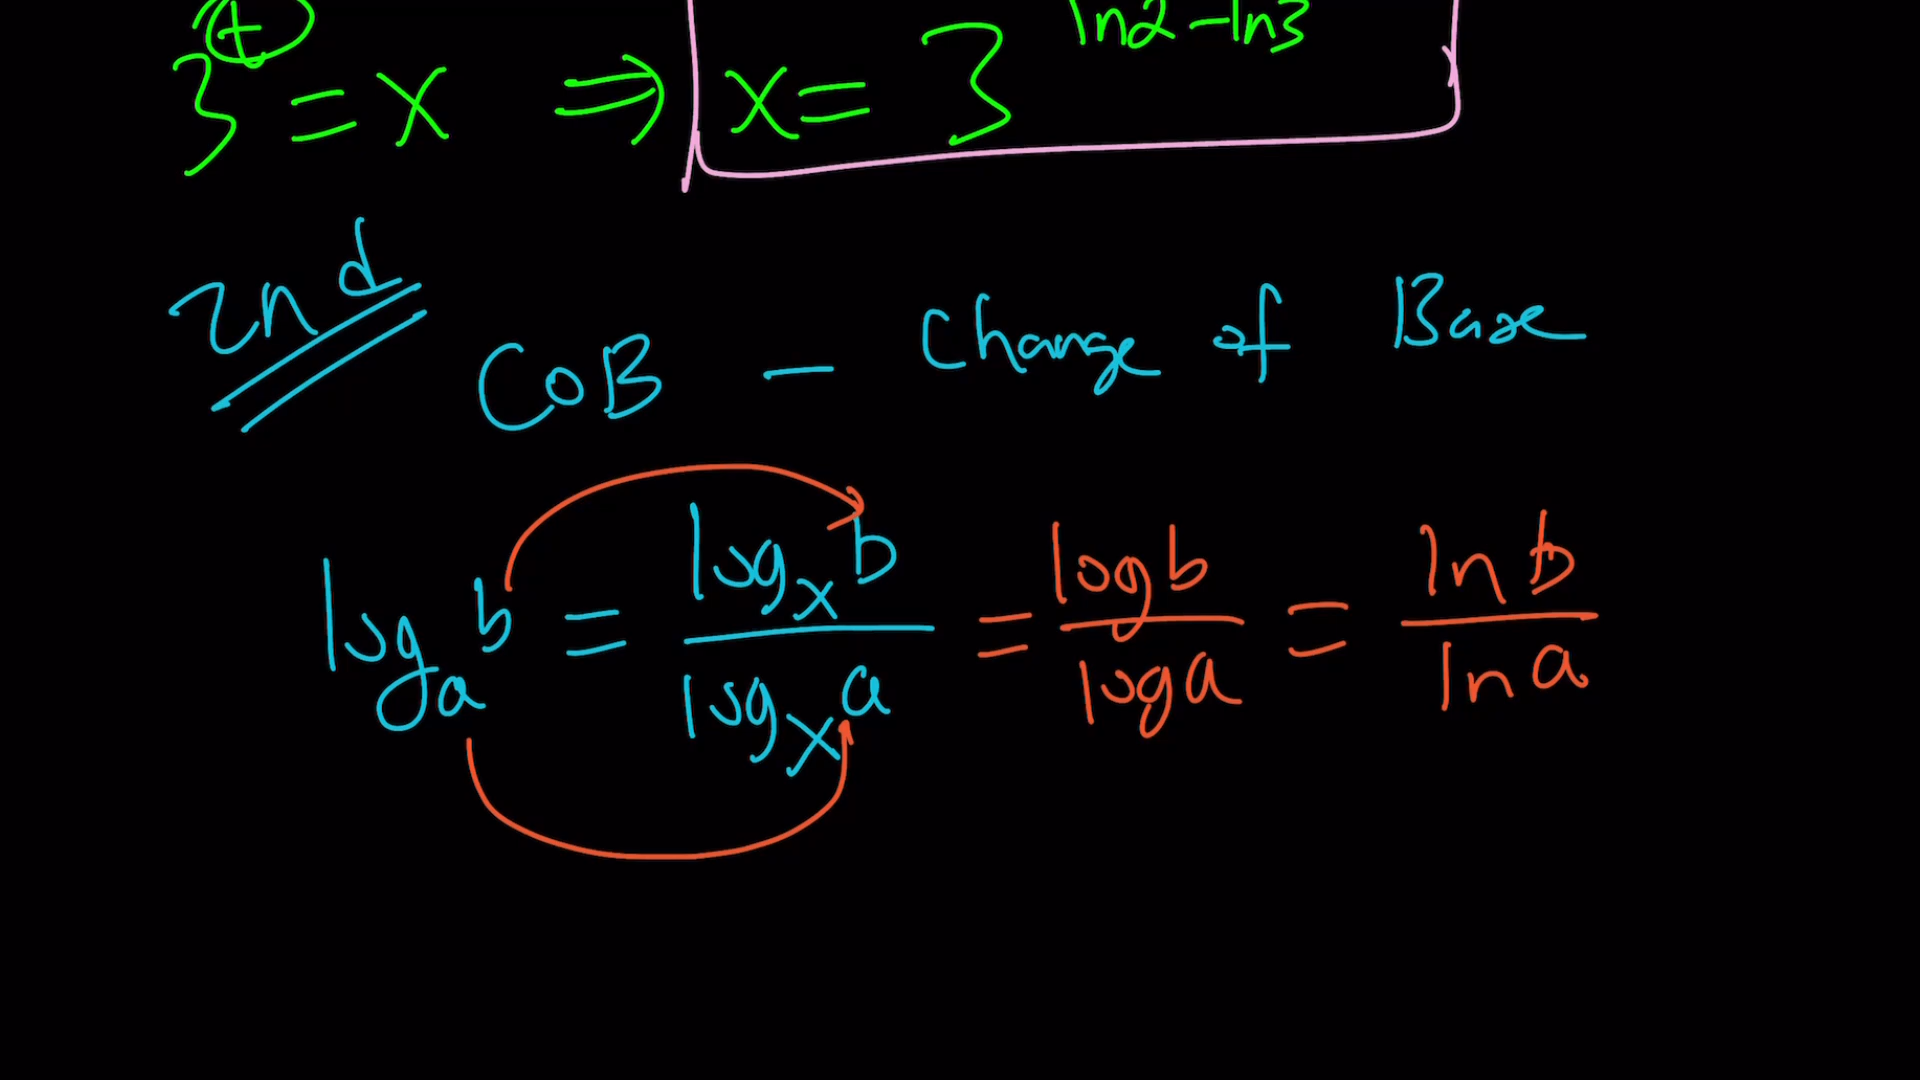 3^t = x ⇒ x = 3^ln2 - ln3
2nd
CoB – Change of Base
log_a b = log_x b / log_x a = log b / log a = ln b / ln a